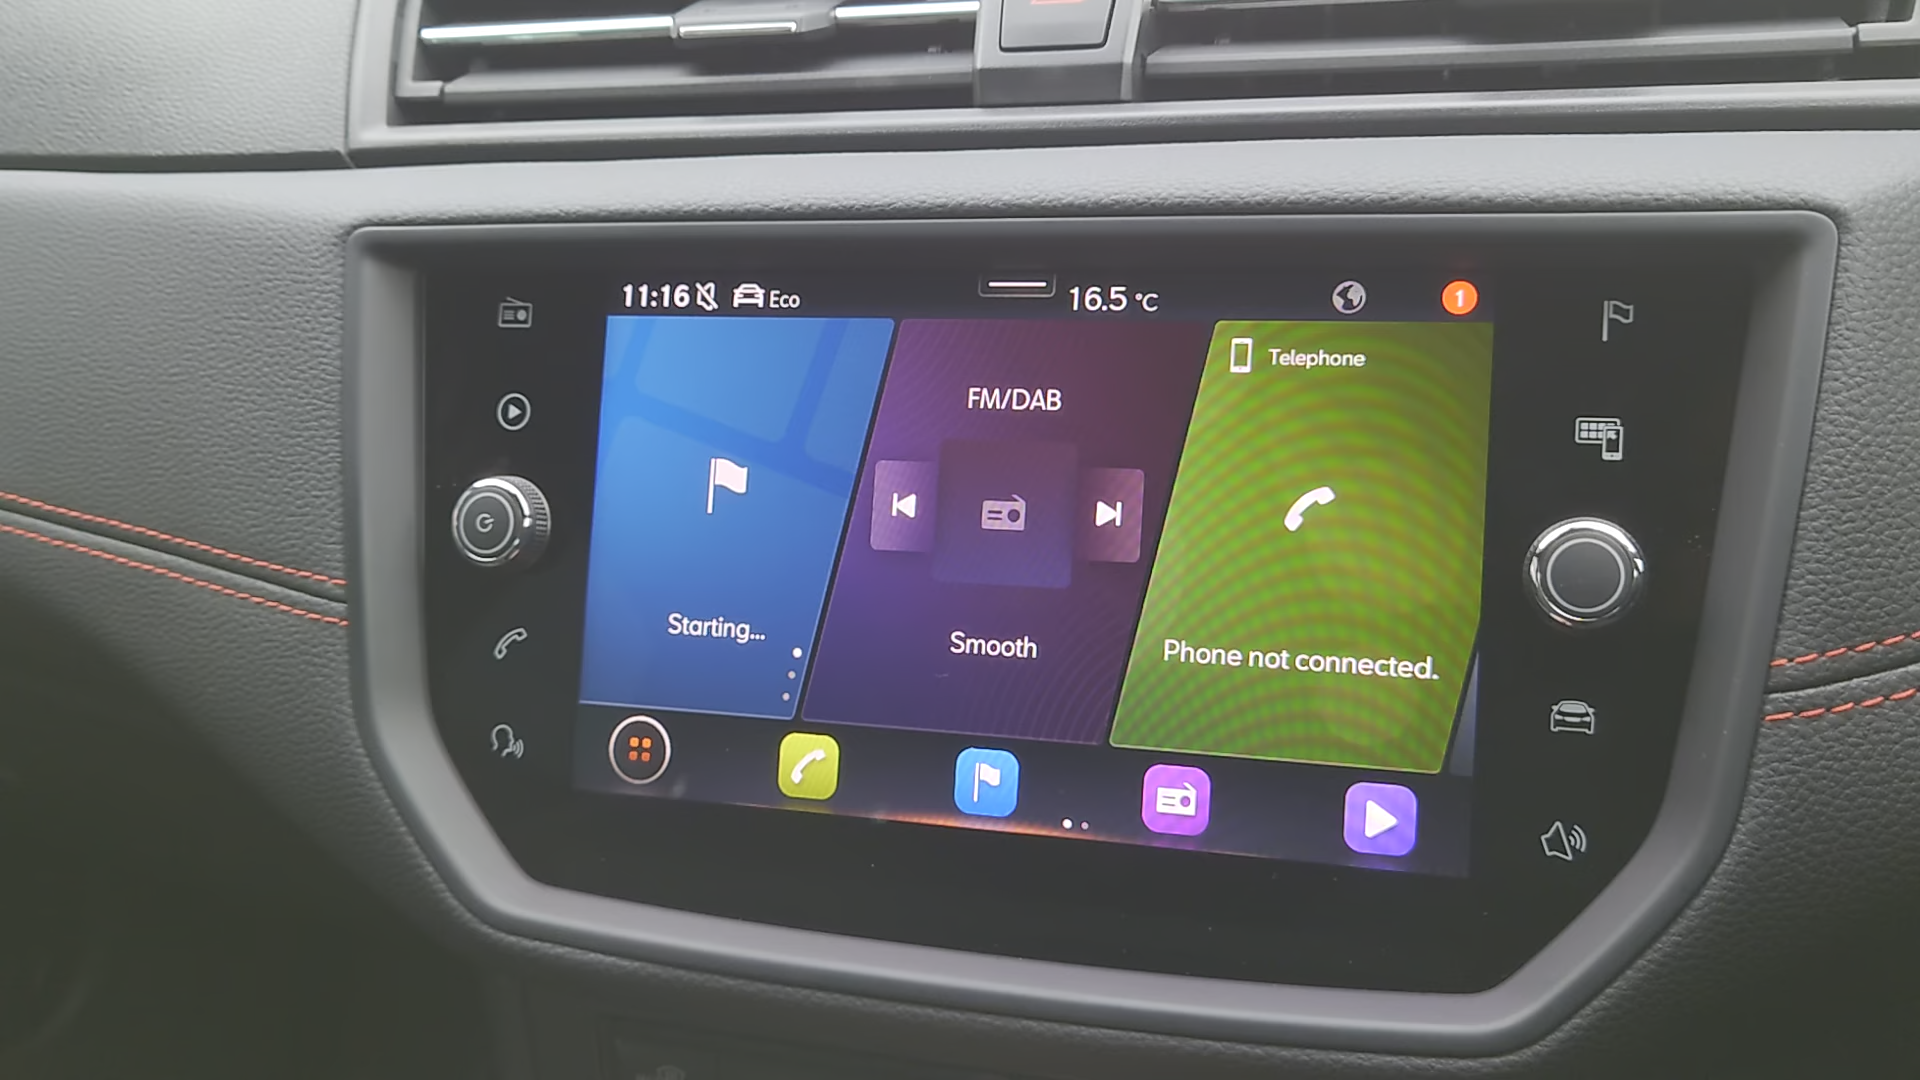 11:16 Eco 16.5 °C 1
Telephone
FM/DAB
Starting...
Smooth
Phone not connected.